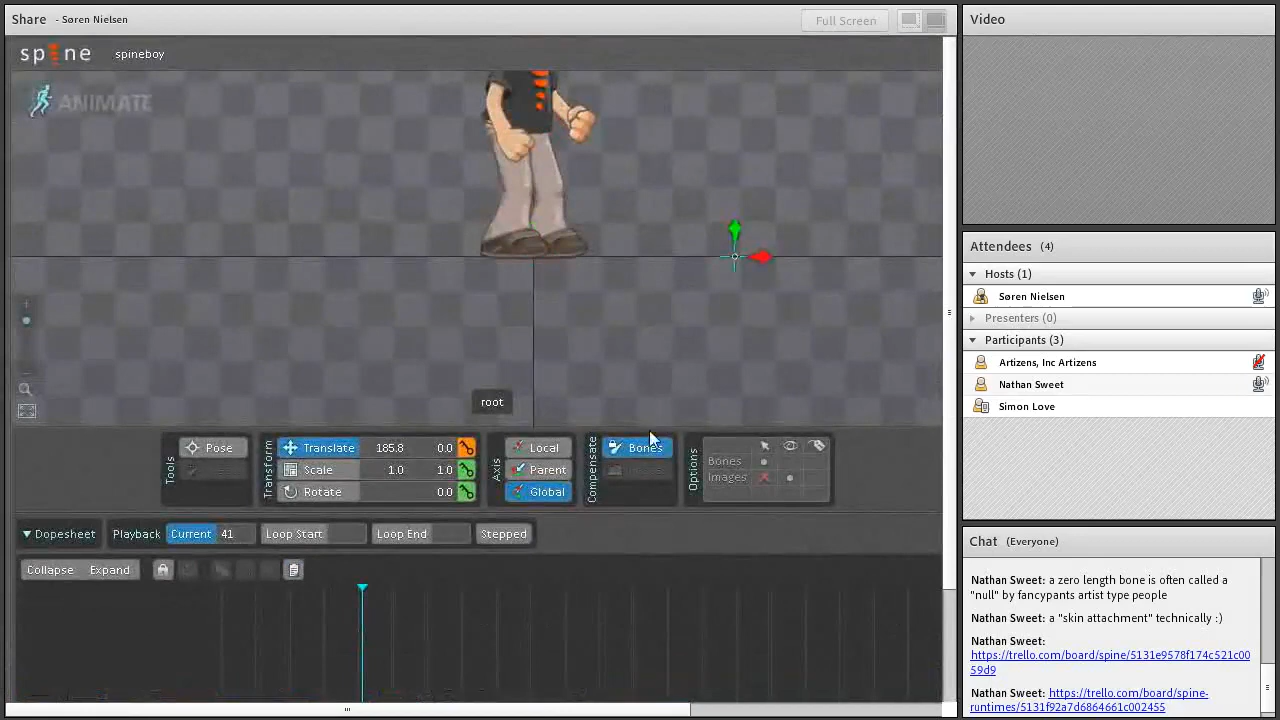 Share - Søren Nielsen
Full Screen
Video
spine spineboy
ANIMATE
Attendees (4)
Hosts (1)
Søren Nielsen
Presenters (0)
Participants (3)
Artizens, Inc Artizens
Nathan Sweet
Simon Love
root
Tools
Pose
Transform
Translate 185.8 0.0
Scale 1.0 1.0
Rotate 0.0
Axis
Local
Parent
Global
Compensate
Bones
Options
Bones
Images
Dopesheet Playback Current 41 Loop Start Loop End Stepped
Collapse Expand
Chat (Everyone)
Nathan Sweet: a zero length bone is often called a
"null" by fancypants artist type people
Nathan Sweet: a "skin attachment" technically :)
Nathan Sweet:
https://trello.com/board/spine/5131e9578f174c521c00
59d9
Nathan Sweet: https://trello.com/board/spine-
runtimes/5131f92a7d6864661c002455